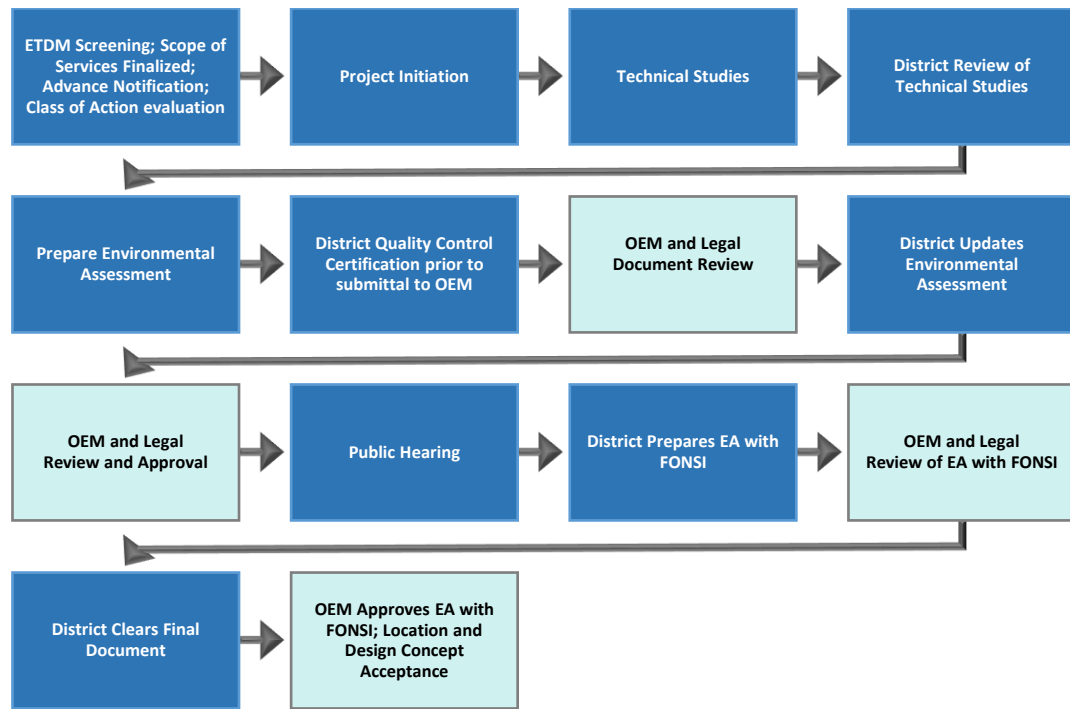 ETDM Screening; Scope of
Services Finalized;
Advance Notification;
Class of Action evaluation
Project Initiation
Technical Studies
District Review of
Technical Studies
Prepare Environmental
Assessment
District Quality Control
Certification prior to
submittal to OEM
OEM and Legal
Document Review
District Updates
Environmental
Assessment
OEM and Legal
Review and Approval
Public Hearing
District Prepares EA with
FONSI
OEM and Legal
Review of EA with FONSI
District Clears Final
Document
OEM Approves EA with
FONSI; Location and
Design Concept
Acceptance